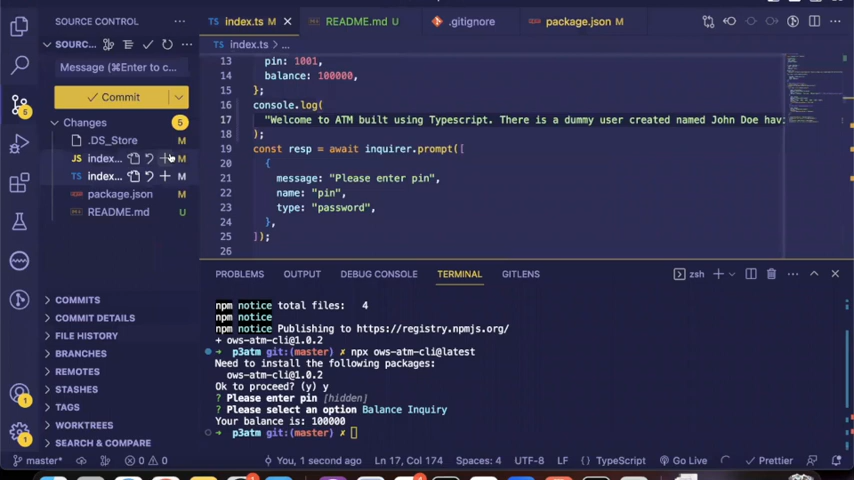 SOURCE CONTROL
index.ts M
README.md U
.gitignore
package.json M
SOURC...
index.ts > ...
Message (⌘Enter to c...
Commit
Changes 5
.DS_Store M
index... M
index... M
package.json M
README.md U
13 pin: 1001,
14 balance: 100000,
15 };
16 console.log(
17 "Welcome to ATM built using Typescript. There is a dummy user created named John Doe havi
18 );
19 const resp = await inquirer.prompt([
20 {
21 message: "Please enter pin",
22 name: "pin",
23 type: "password",
24 },
25 ]);
26
PROBLEMS OUTPUT DEBUG CONSOLE TERMINAL GITLENS
zsh
npm notice total files: 4
npm notice
npm notice Publishing to https://registry.npmjs.org/
+ ows-atm-cli@1.0.2
→ p3atm git:(master) ✗ npx ows-atm-cli@latest
Need to install the following packages:
ows-atm-cli@1.0.2
Ok to proceed? (y) y
? Please enter pin [hidden]
? Please select an option Balance Inquiry
Your balance is: 100000
→ p3atm git:(master) ✗
COMMITS
COMMIT DETAILS
FILE HISTORY
BRANCHES
REMOTES
STASHES
TAGS
WORKTREES
SEARCH & COMPARE
5
1
1
master*
0 0
You, 1 second ago
Ln 17, Col 174
Spaces: 4
UTF-8
LF
{} TypeScript
Go Live
Prettier